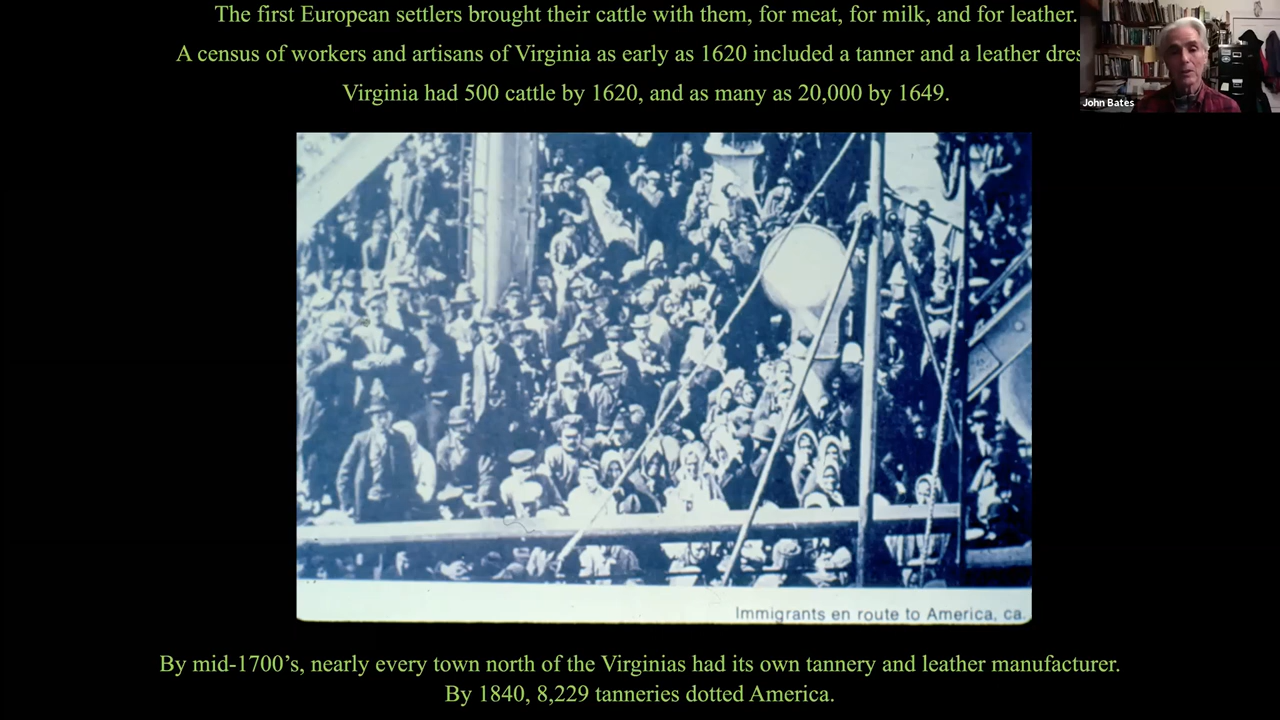 The first European settlers brought their cattle with them, for meat, for milk, and for leather.
A census of workers and artisans of Virginia as early as 1620 included a tanner and a leather
Virginia had 500 cattle by 1620, and as many as 20,000 by 1649.
John Bates
Immigrants en route to America, ca.
By mid-1700’s, nearly every town north of the Virginias had its own tannery and leather manufacturer.
By 1840, 8,229 tanneries dotted America.